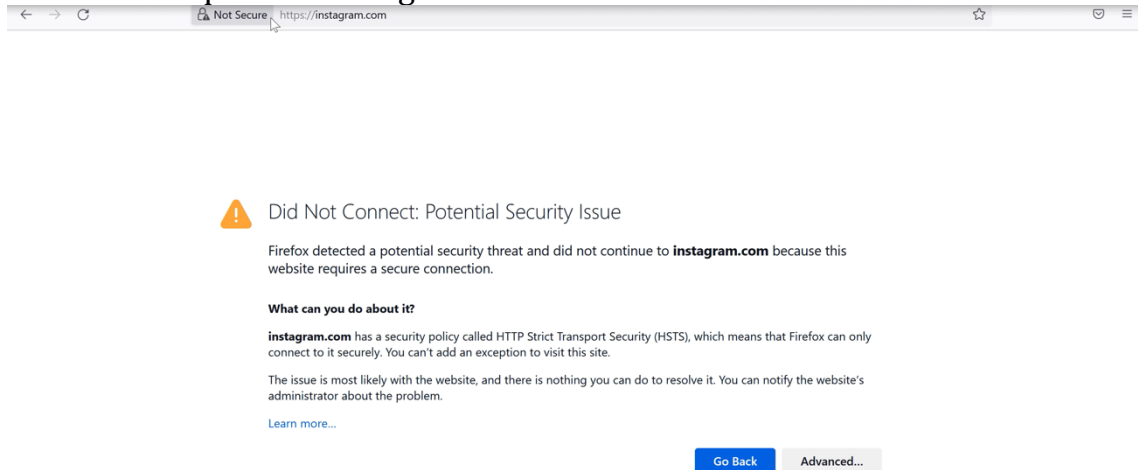 Not Secure https://instagram.com
Did Not Connect: Potential Security Issue
Firefox detected a potential security threat and did not continue to instagram.com because this
website requires a secure connection.
What can you do about it?
instagram.com has a security policy called HTTP Strict Transport Security (HSTS), which means that Firefox can only
connect to it securely. You can't add an exception to visit this site.
The issue is most likely with the website, and there is nothing you can do to resolve it. You can notify the website's
administrator about the problem.
Learn more...
Go Back Advanced...